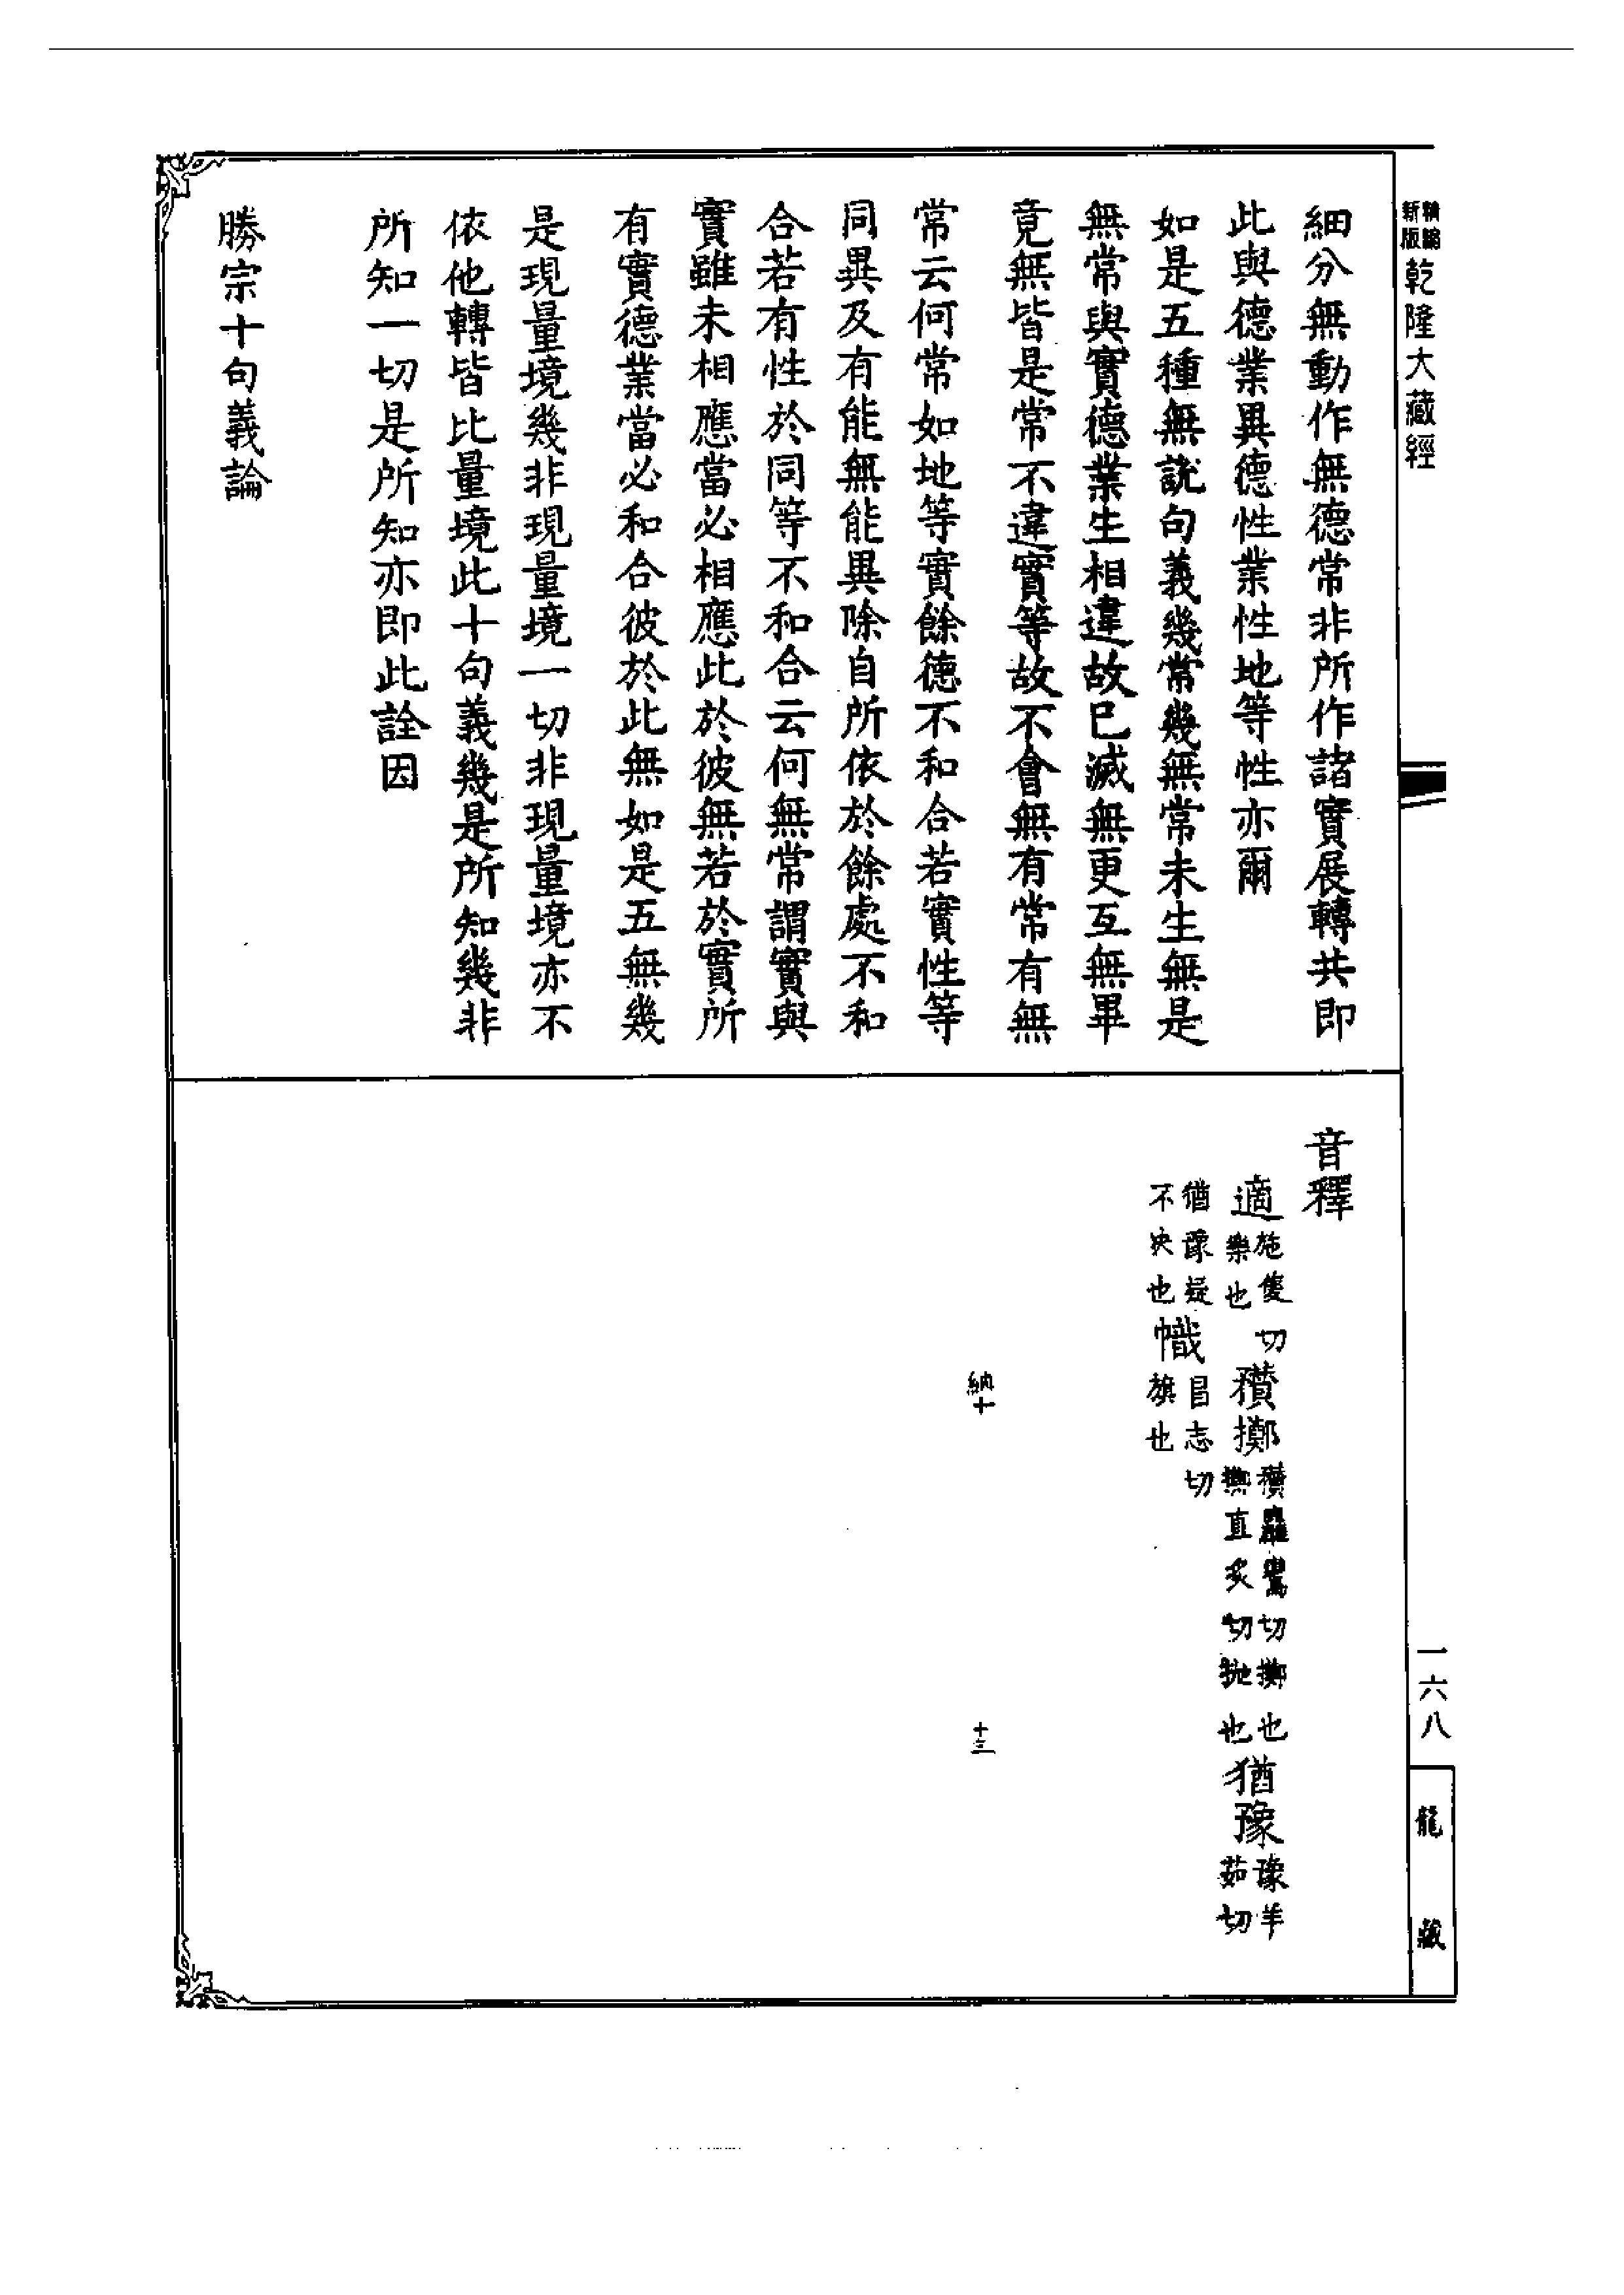 新版精縮乾隆大藏經
細分無動作無德常非所作諸實展轉共即
此與德業異德性業性地等性亦爾
如是五種無說句義幾常幾無常未生無是
無常與實德業生相違故已滅無更互無畢
竟無皆是常不違實等故不會無有常有無
常云何常如地等實餘德不和合若實性等
同異及有能無能異除自所依於餘處不和
合若有性於同等不和合云何無常謂實與
實雖未相應當必相應此於彼無若於實所
有實德業當必和合彼於此無如是五無幾
是現量境幾非現量境一切非現量境亦不
依他轉皆比量境此十句義幾是所知幾非
所知一切是所知亦即此詮因
勝宗十句義論
音釋
適施隻切樂也穳擲穳麤鸞切擲也擲直炙切拋也猶豫豫羊茹切
猶豫疑不決也幟昌志切旗也
納十
十三
一六八
龍藏